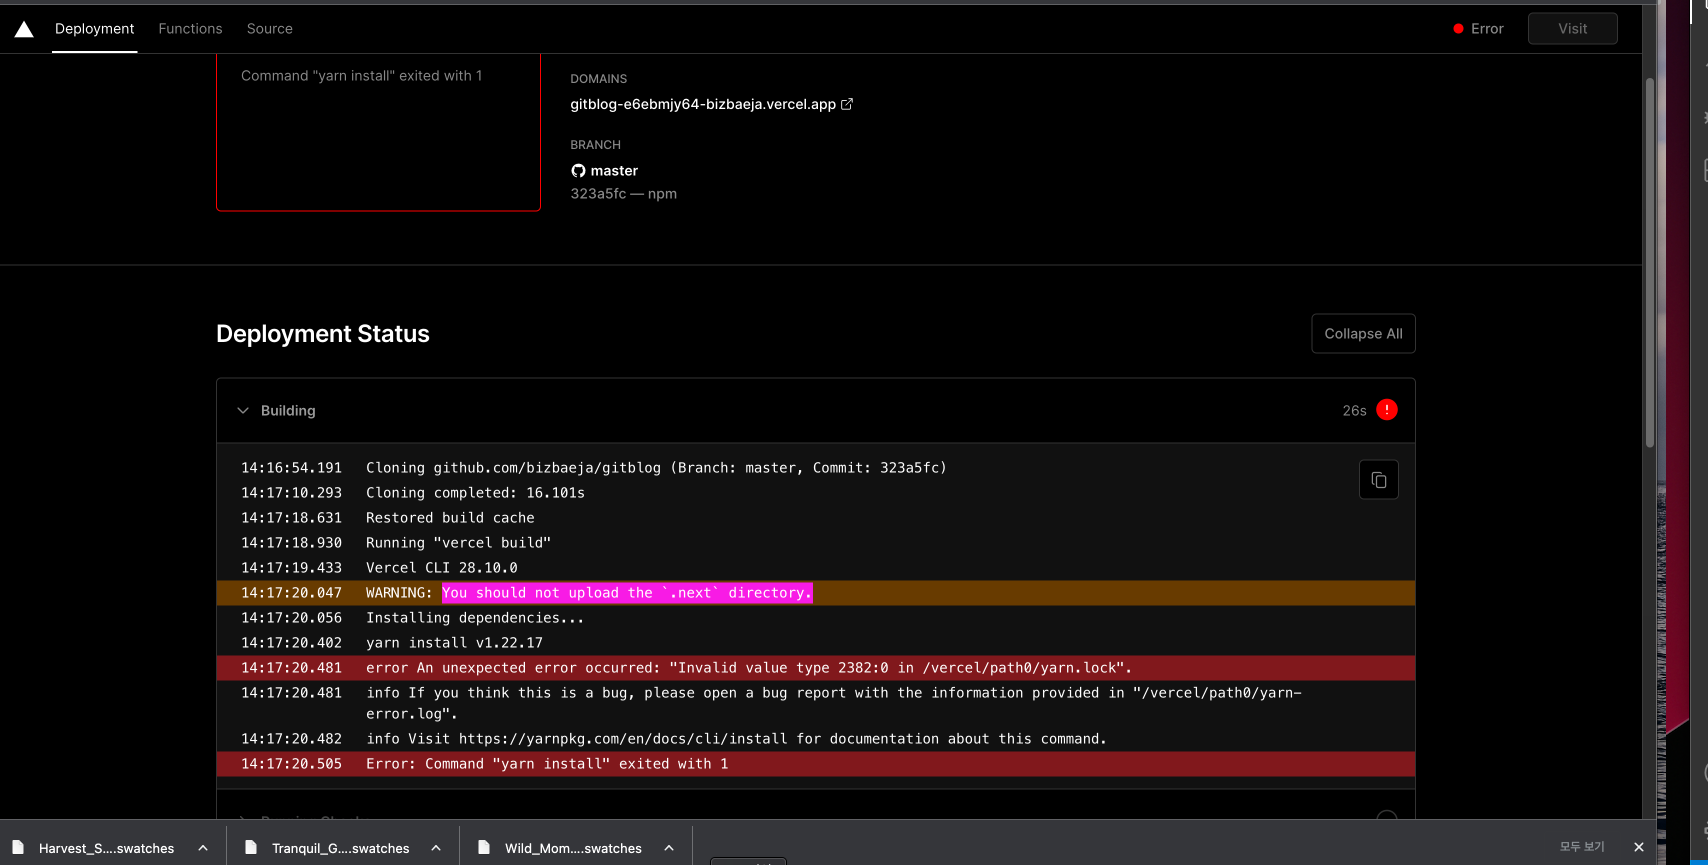 Deployment
Functions
Source
Error
Visit
Command "yarn install" exited with 1
DOMAINS
gitblog-e6ebmjy64-bizbaeja.vercel.app
BRANCH
master
323a5fc — npm
Deployment Status
Collapse All
Building
26s
14:16:54.191 Cloning github.com/bizbaeja/gitblog (Branch: master, Commit: 323a5fc)
14:17:10.293 Cloning completed: 16.101s
14:17:18.631 Restored build cache
14:17:18.930 Running "vercel build"
14:17:19.433 Vercel CLI 28.10.0
14:17:20.047 WARNING: You should not upload the `.next` directory.
14:17:20.056 Installing dependencies...
14:17:20.402 yarn install v1.22.17
14:17:20.481 error An unexpected error occurred: "Invalid value type 2382:0 in /vercel/path0/yarn.lock".
14:17:20.481 info If you think this is a bug, please open a bug report with the information provided in "/vercel/path0/yarn-
error.log".
14:17:20.482 info Visit https://yarnpkg.com/en/docs/cli/install for documentation about this command.
14:17:20.505 Error: Command "yarn install" exited with 1
Harvest_S....swatches
Tranquil_G....swatches
Wild_Mom....swatches
모두 보기